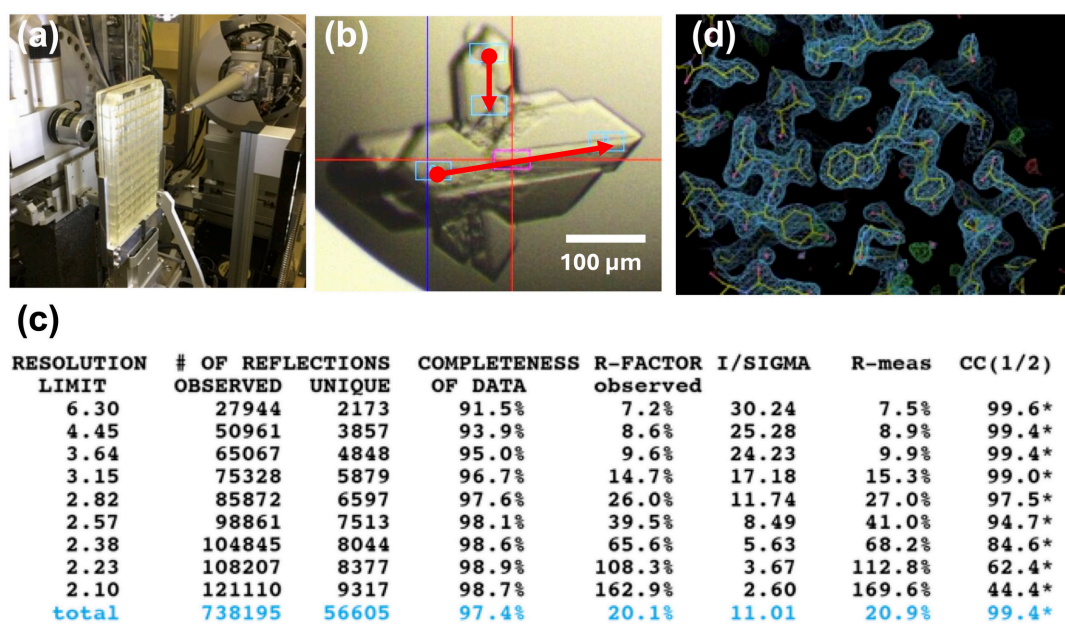 (a)
(b)
(d)
100 µm
(c)
RESOLUTION # OF REFLECTIONS COMPLETENESS R-FACTOR I/SIGMA R-meas CC(1/2)
LIMIT OBSERVED UNIQUE OF DATA observed
6.30 27944 2173 91.5% 7.2% 30.24 7.5% 99.6*
4.45 50961 3857 93.9% 8.6% 25.28 8.9% 99.4*
3.64 65067 4848 95.0% 9.6% 24.23 9.9% 99.4*
3.15 75328 5879 96.7% 14.7% 17.18 15.3% 99.0*
2.82 85872 6597 97.6% 26.0% 11.74 27.0% 97.5*
2.57 98861 7513 98.1% 39.5% 8.49 41.0% 94.7*
2.38 104845 8044 98.6% 65.6% 5.63 68.2% 84.6*
2.23 108207 8377 98.9% 108.3% 3.67 112.8% 62.4*
2.10 121110 9317 98.7% 162.9% 2.60 169.6% 44.4*
total 738195 56605 97.4% 20.1% 11.01 20.9% 99.4*